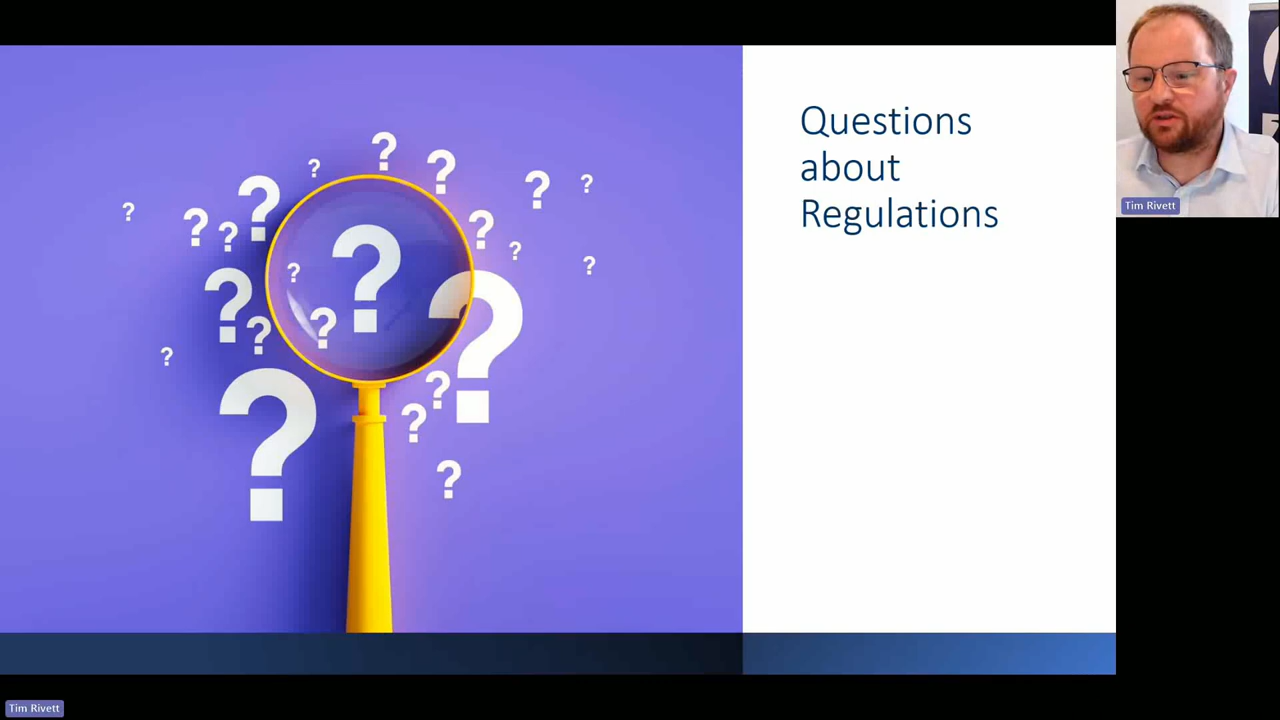 Questions
about
Regulations
Tim Rivett
Tim Rivett
? ? ? ? ? ? ? ? ? ? ? ? ? ? ? ? ? ? ? ? ? ?